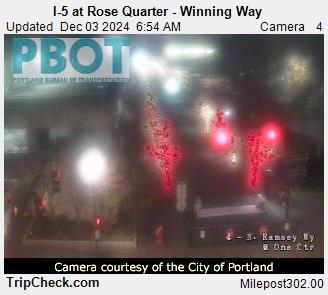 I-5 at Rose Quarter - Winning Way
Updated Dec 03 2024 6:54 AM Camera 4
PBOT
PORTLAND BUREAU OF TRANSPORTATION
4 - N. Ramsey Wy
@ One Ctr
Camera courtesy of the City of Portland
TripCheck.com Milepost302.00